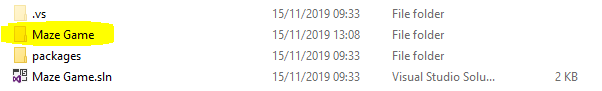 .vs 15/11/2019 09:33 File folder
Maze Game 15/11/2019 13:08 File folder
packages 15/11/2019 09:33 File folder
Maze Game.sln 15/11/2019 09:33 Visual Studio Solu... 2 KB